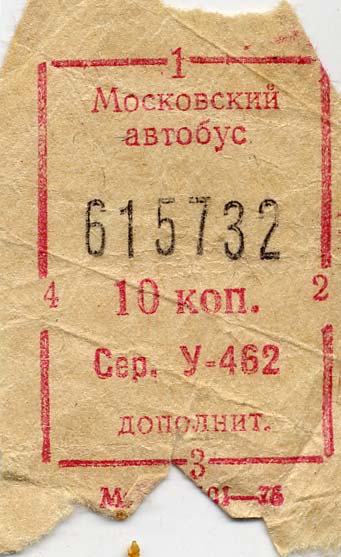 1
Московский
автобус
615732
4 10 коп. 2
Сер. У-462
дополнит.
3